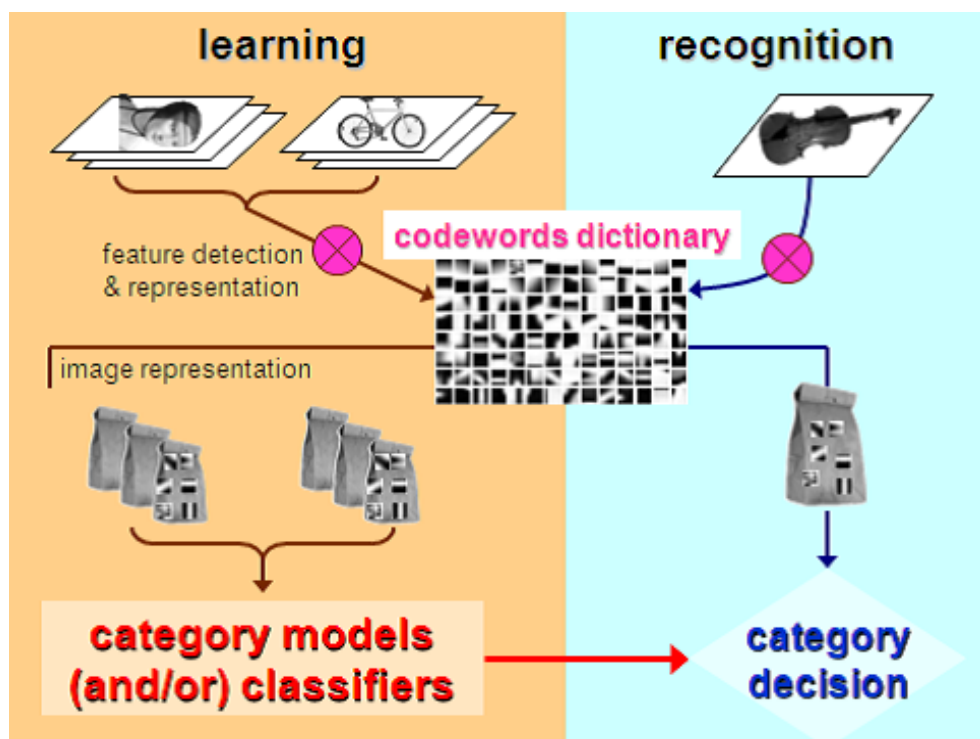 learning
recognition
codewords dictionary
feature detection
& representation
image representation
category models
(and/or) classifiers
category
decision